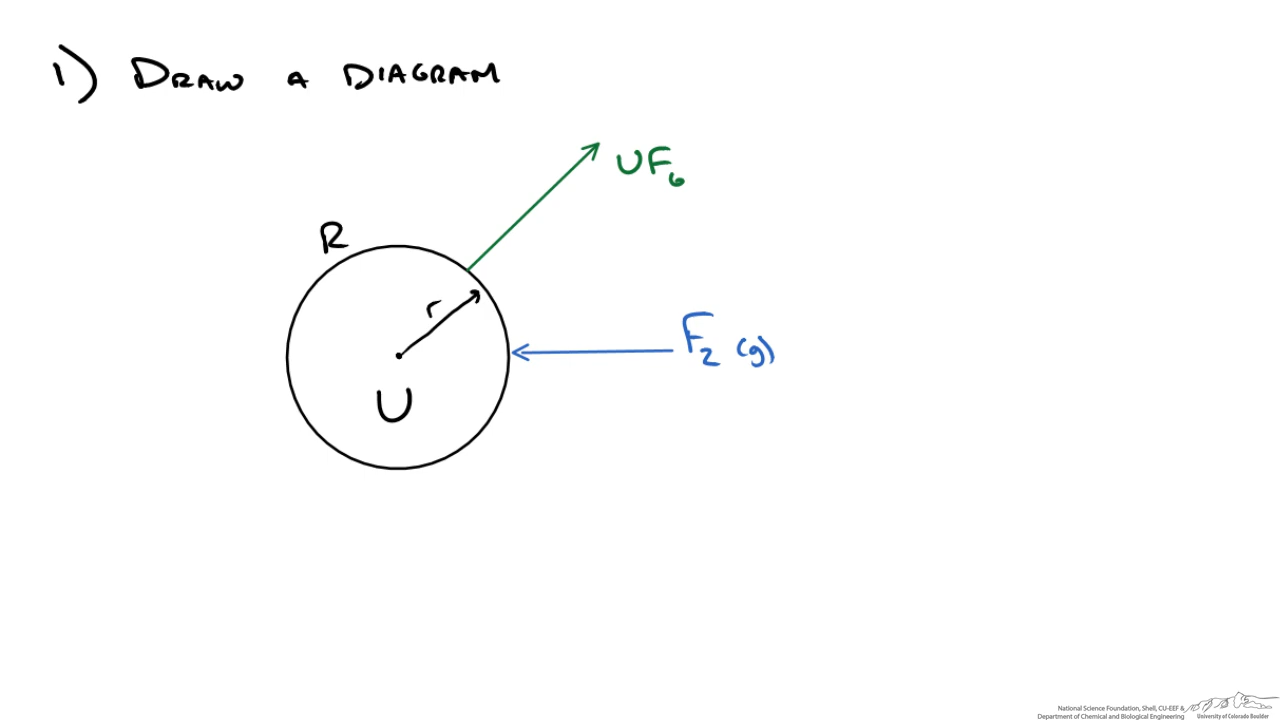 1) DRAW A DIAGRAM
UF6
R
r
F2 (g)
U
National Science Foundation, Shell, CU-EEF &
Department of Chemical and Biological Engineering
University of Colorado Boulder